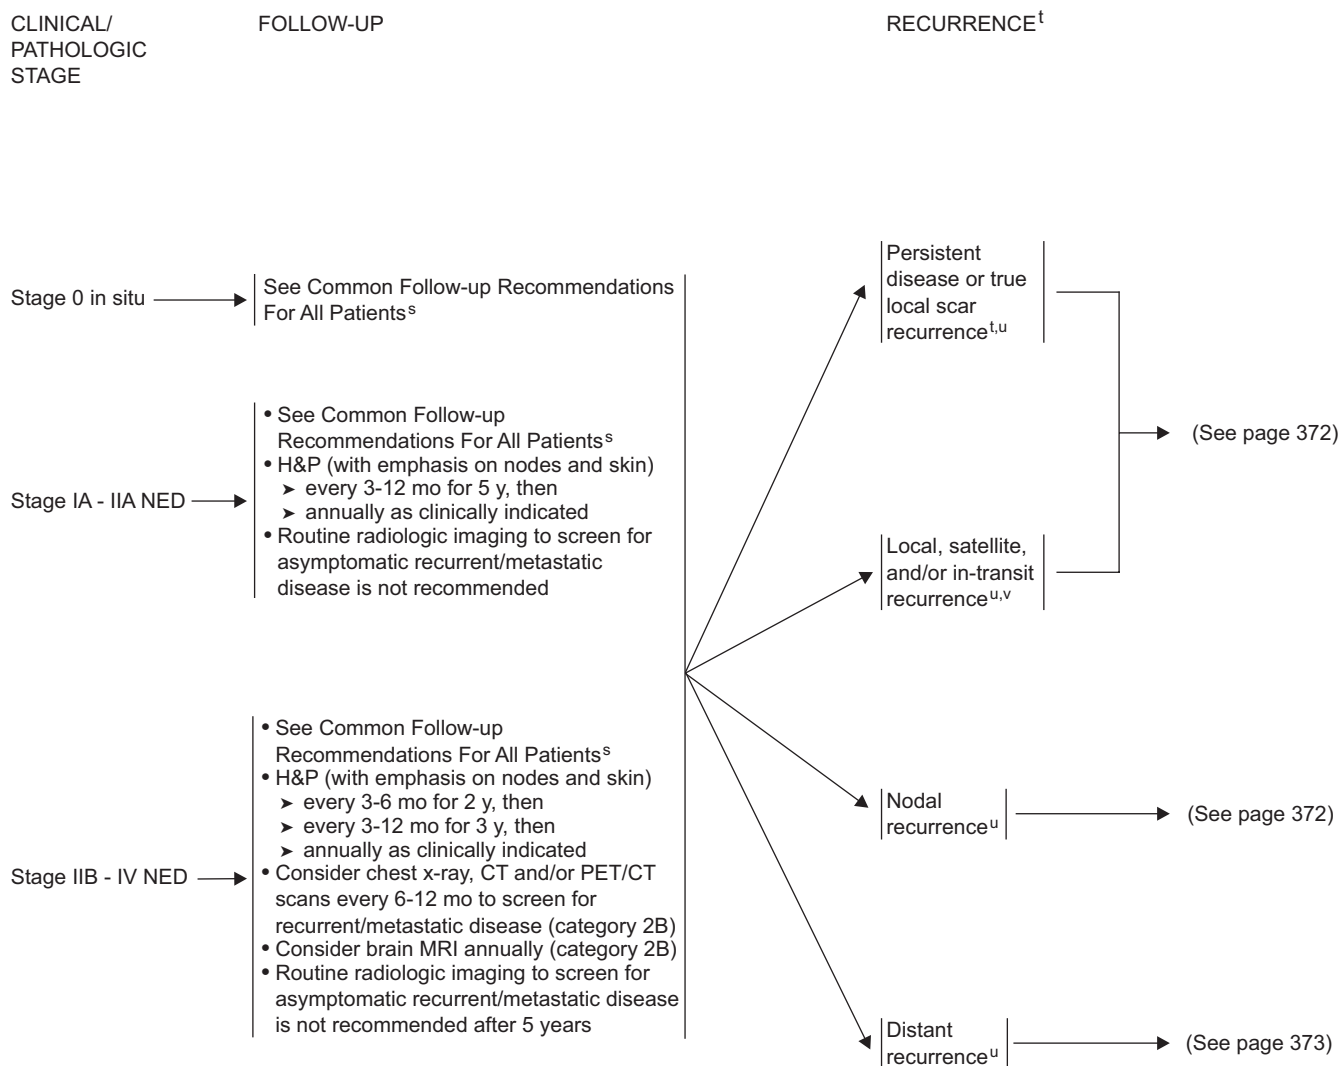 CLINICAL/
PATHOLOGIC
STAGE
FOLLOW-UP
RECURRENCEᵗ
Stage 0 in situ
See Common Follow-up Recommendations
For All Patientsˢ
Stage IA - IIA NED
• See Common Follow-up
Recommendations For All Patientsˢ
• H&P (with emphasis on nodes and skin)
➤ every 3-12 mo for 5 y, then
➤ annually as clinically indicated
• Routine radiologic imaging to screen for
asymptomatic recurrent/metastatic
disease is not recommended
Stage IIB - IV NED
• See Common Follow-up
Recommendations For All Patientsˢ
• H&P (with emphasis on nodes and skin)
➤ every 3-6 mo for 2 y, then
➤ every 3-12 mo for 3 y, then
➤ annually as clinically indicated
• Consider chest x-ray, CT and/or PET/CT
scans every 6-12 mo to screen for
recurrent/metastatic disease (category 2B)
• Consider brain MRI annually (category 2B)
• Routine radiologic imaging to screen for
asymptomatic recurrent/metastatic disease
is not recommended after 5 years
Persistent
disease or true
local scar
recurrenceᵗ,ᵘ
Local, satellite,
and/or in-transit
recurrenceᵘ,ᵛ
(See page 372)
Nodal
recurrenceᵘ
(See page 372)
Distant
recurrenceᵘ
(See page 373)